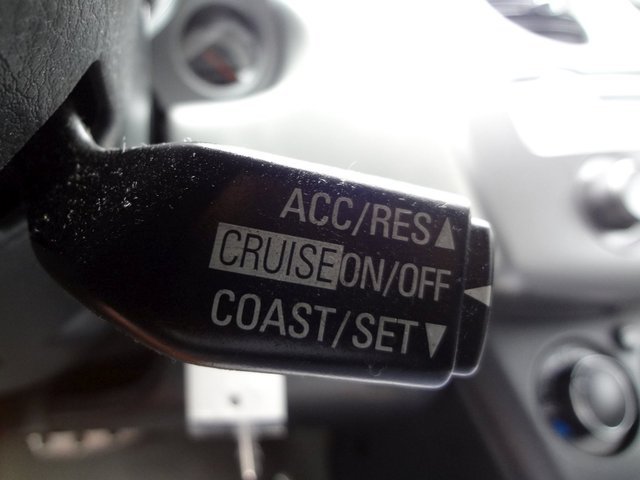 ACC/RES▲
CRUISE ON/OFF ◀
COAST/SET▼